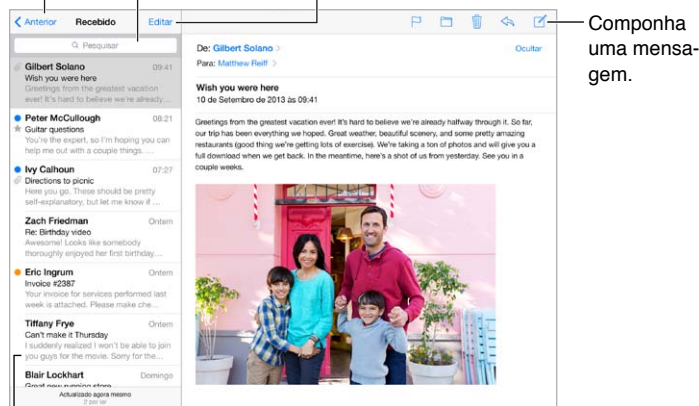 Anterior Recebido Editar
Pesquisar
Gilbert Solano 09:41
Wish you were here
Greetings from the greatest vacation
ever! It's hard to believe we're already...
Peter McCullough 08:21
Guitar questions
You're the expert, so I'm hoping you can
help me out with a couple things. ...
Ivy Calhoun 07:27
Directions to picnic
Here you go. These should be pretty
self-explanatory, but let me know if ...
Zach Friedman Ontem
Re: Birthday video
Awesome! Looks like somebody
thoroughly enjoyed her first birthday....
Eric Ingrum Ontem
Invoice #2387
Your invoice for services performed last
week is attached. Please make che...
Tiffany Frye Ontem
Can't make it Thursday
I suddenly realized I won't be able to join
you guys for the movie. Sorry for the...
Blair Lockhart Domingo
Great new running store
Actualizado agora mesmo
2 por ler
De: Gilbert Solano Ocultar
Para: Matthew Reiff
Wish you were here
10 de Setembro de 2013 às 09:41
Greetings from the greatest vacation ever! It's hard to believe we're already halfway through it. So far,
our trip has been everything we hoped. Great weather, beautiful scenery, and some pretty amazing
restaurants (good thing we're getting lots of exercise). We're taking a ton of photos and will give you a
full download when we get back. In the meantime, here's a shot of us from yesterday. See you in a
couple weeks.
Componha
uma mensa-
gem.